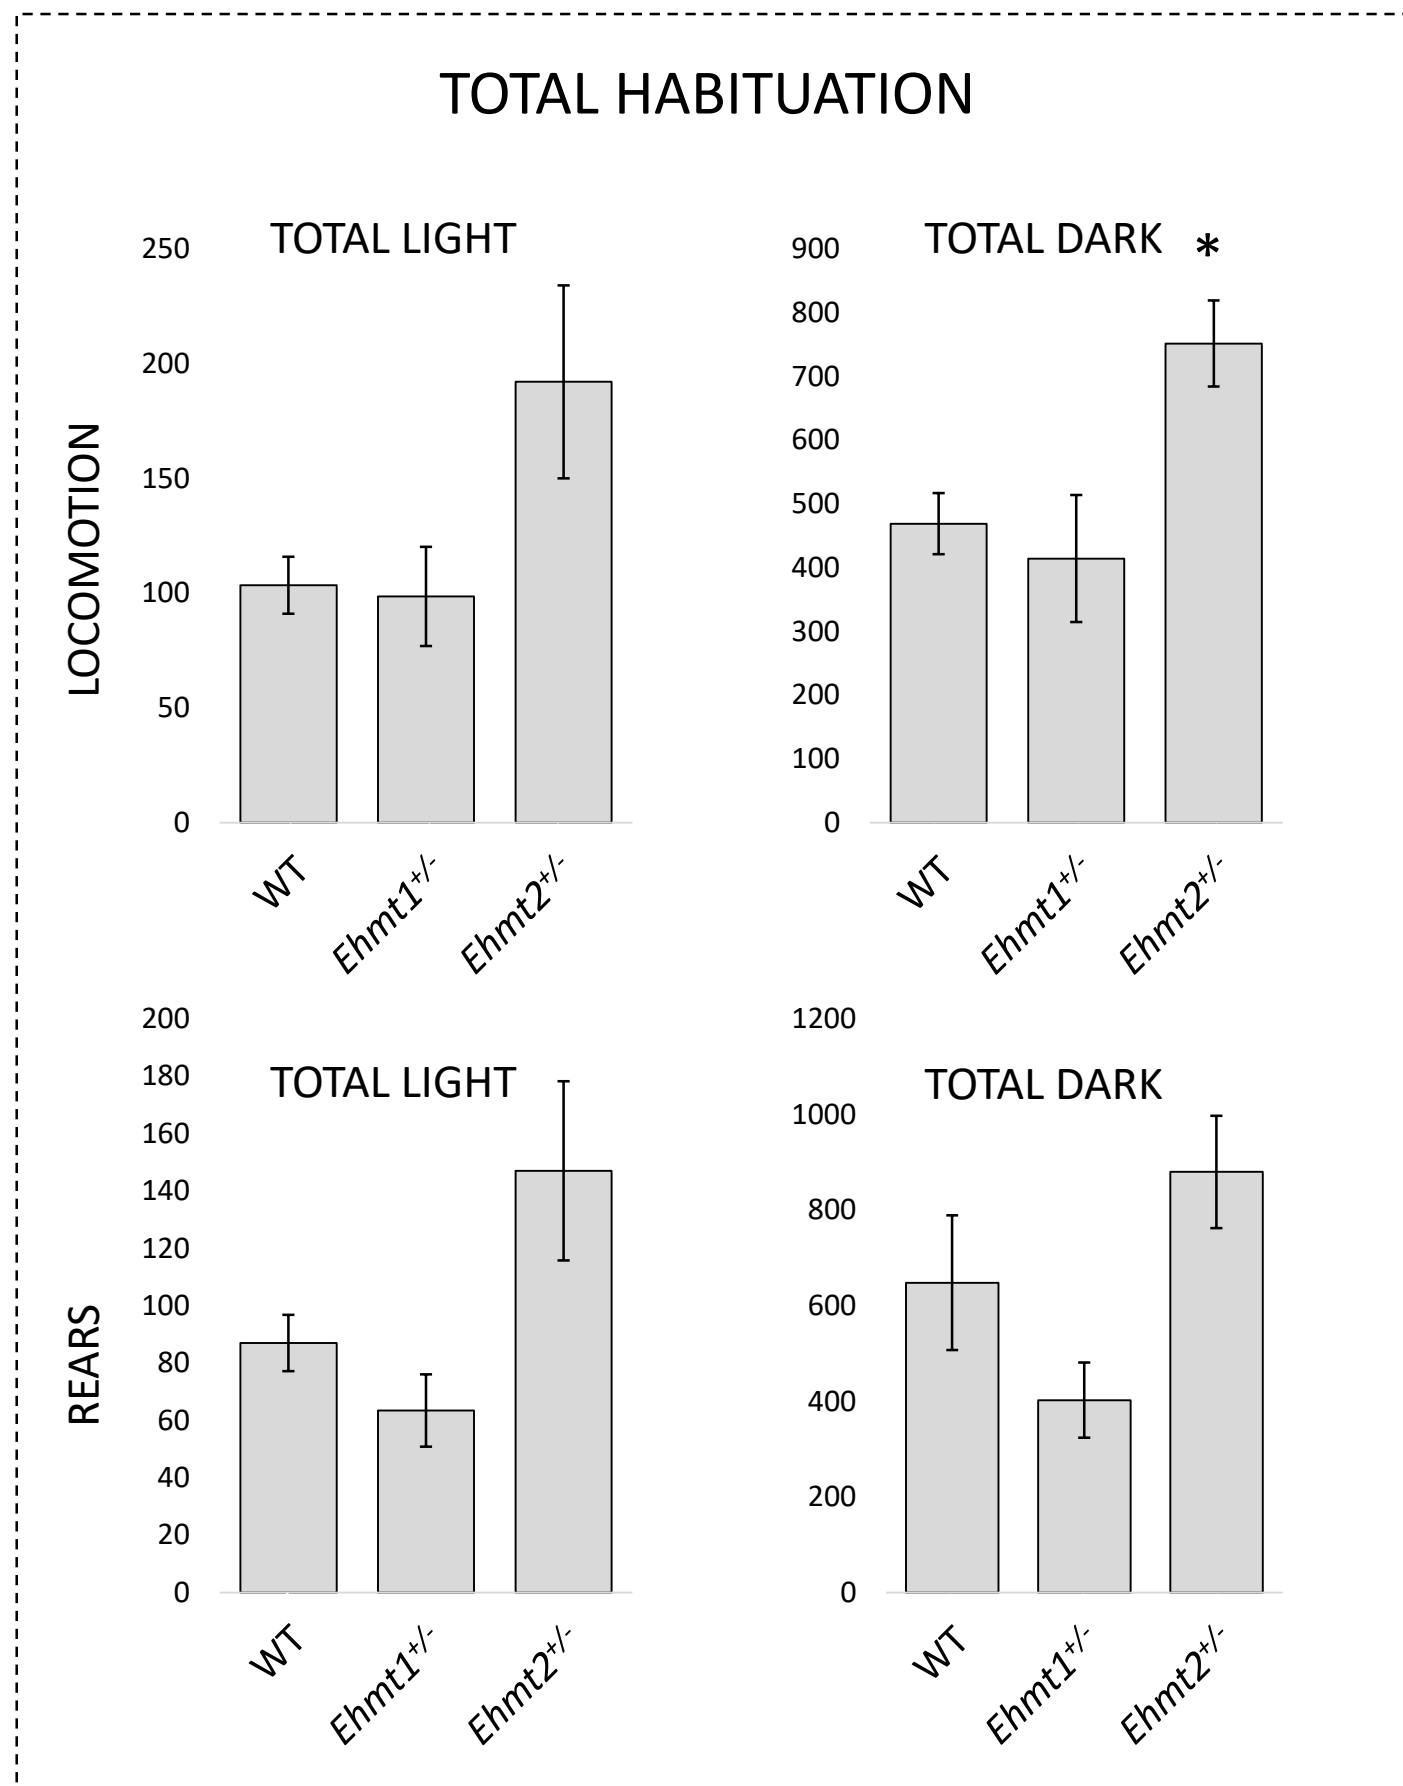 TOTAL HABITUATION
LOCOMOTION
TOTAL LIGHT
250
200
150
100
50
0
WT
Ehmt1+/-
Ehmt2+/-
TOTAL DARK *
900
800
700
600
500
400
300
200
100
0
WT
Ehmt1+/-
Ehmt2+/-
REARS
TOTAL LIGHT
200
180
160
140
120
100
80
60
40
20
0
WT
Ehmt1+/-
Ehmt2+/-
TOTAL DARK
1200
1000
800
600
400
200
0
WT
Ehmt1+/-
Ehmt2+/-